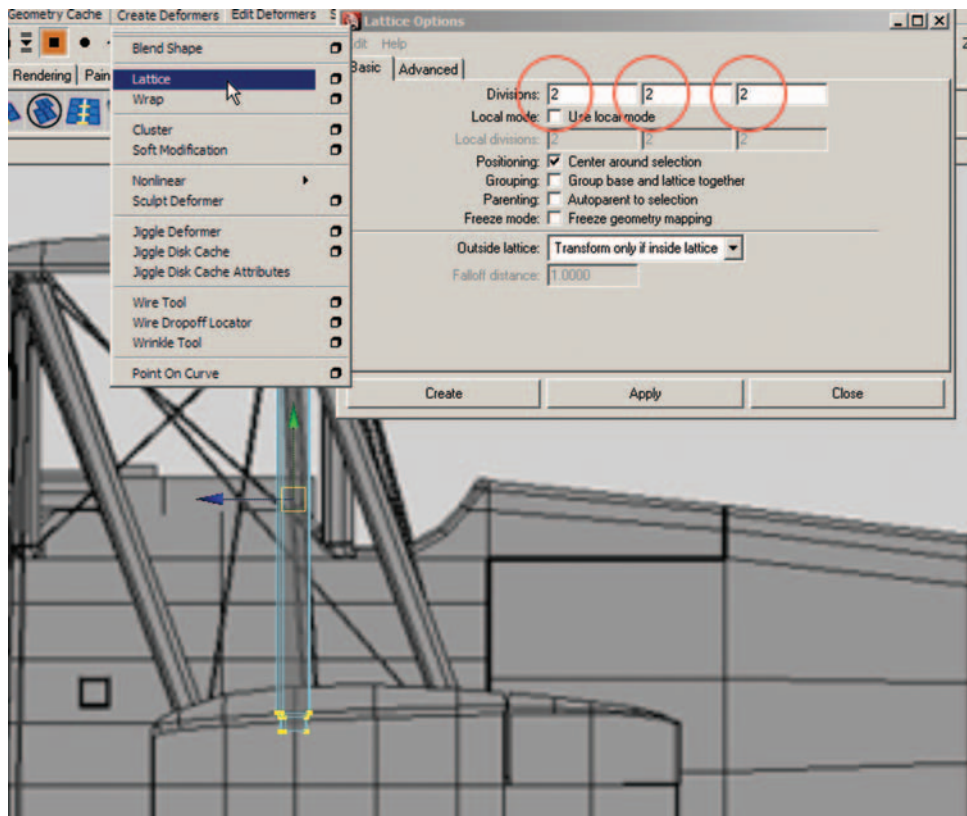 Geometry Cache Create Deformers Edit Deformers S
Rendering Pain
Blend Shape
Lattice
Wrap
Cluster
Soft Modification
Nonlinear
Sculpt Deformer
Jiggle Deformer
Jiggle Disk Cache
Jiggle Disk Cache Attributes
Wire Tool
Wire Dropoff Locator
Wrinkle Tool
Point On Curve
Lattice Options
dit Help
Basic Advanced
Divisions: 2 2 2
Local mode: Use local mode
Local divisions: 2 2 2
Positioning: Center around selection
Grouping: Group base and lattice together
Parenting: Autoparent to selection
Freeze mode: Freeze geometry mapping
Outside lattice: Transform only if inside lattice
Falloff distance: 1.0000
Create Apply Close